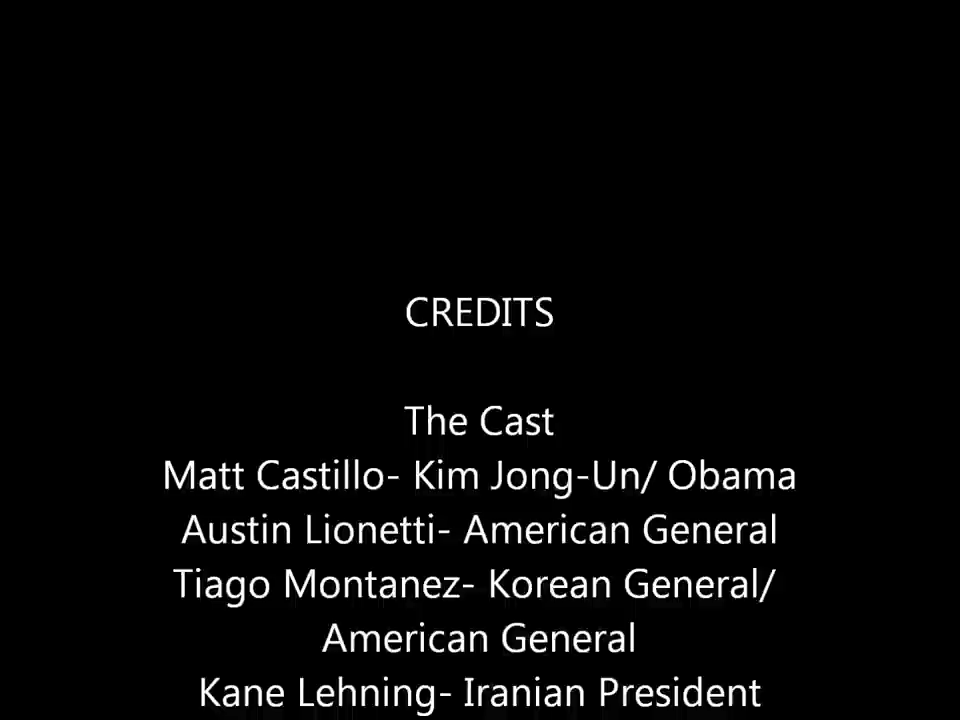 CREDITS
The Cast
Matt Castillo- Kim Jong-Un/ Obama
Austin Lionetti- American General
Tiago Montanez- Korean General/
American General
Kane Lehning- Iranian President